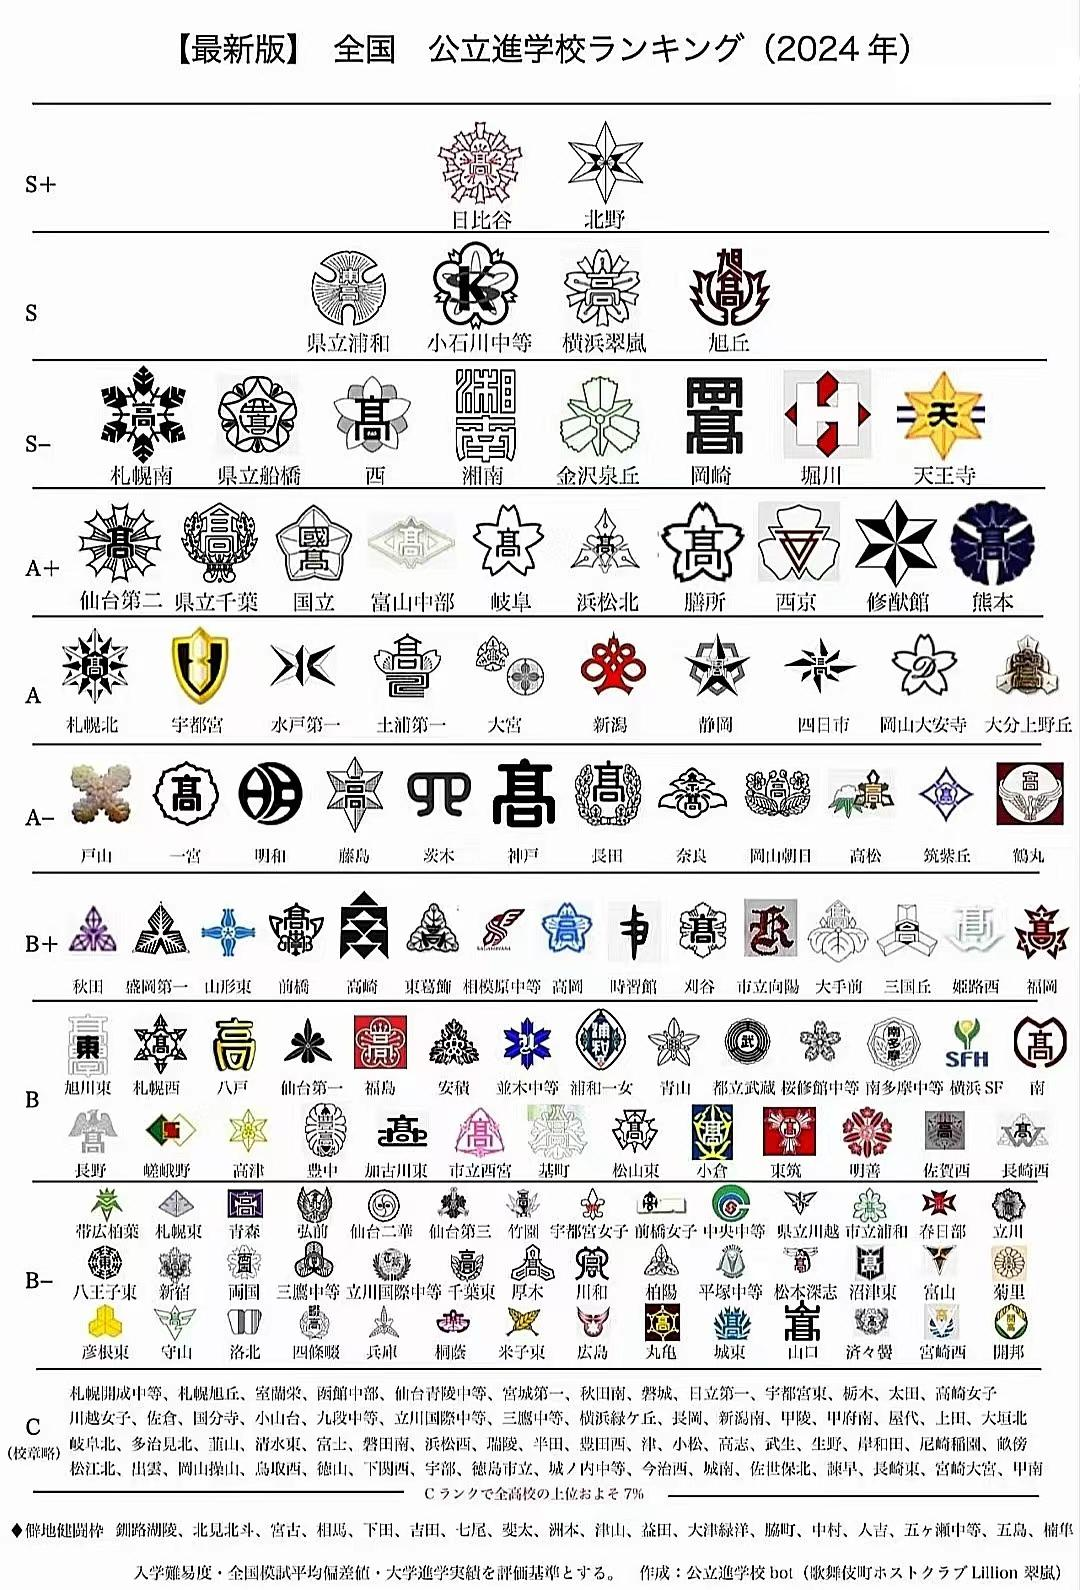 【最新版】　全国　公立進学校ランキング（2024 年）
S+
日比谷 北野
S
県立浦和 小石川中等 横浜翠嵐 旭丘
S−
札幌南 県立船橋 西 湘南 金沢泉丘 岡崎 堀川 天王寺
A+
仙台第二 県立千葉 国立 富山中部 岐阜 浜松北 膳所 西京 修猷館 熊本
A
札幌北 宇都宮 水戸第一 土浦第一 大宮 新潟 静岡 四日市 岡山大安寺 大分上野丘
A−
戸山 一宮 明和 藤島 茨木 神戸 長田 奈良 岡山朝日 高松 筑紫丘 鶴丸
B+
秋田 盛岡第一 山形東 前橋 高崎 東葛飾 相模原中等 高岡 時習館 刈谷 市立向陽 大手前 三国丘 姫路西 福岡
B
旭川東 札幌西 八戸 仙台第一 福島 安積 並木中等 浦和一女 青山 都立武蔵 桜修館中等 南多摩中等 横浜 SF 南
長野 嵯峨野 高津 豊中 加古川東 市立西宮 基町 松山東 小倉 東筑 明善 佐賀西 長崎西
B−
帯広柏葉 札幌東 青森 弘前 仙台二華 仙台第三 竹園 宇都宮女子 前橋女子 中央中等 県立川越 市立浦和 春日部 立川
八王子東 新宿 両国 三鷹中等 立川国際中等 千葉東 厚木 川和 柏陽 平塚中等 松本深志 沼津東 富山 菊里
彦根東 守山 洛北 四條畷 兵庫 桐蔭 米子東 広島 丸亀 城東 山口 済々黌 宮崎西 開邦
C
(校章略)
札幌開成中等、札幌旭丘、室蘭栄、函館中部、仙台青陵中等、宮城第一、秋田南、磐城、日立第一、宇都宮東、栃木、太田、高崎女子
川越女子、佐倉、国分寺、小山台、九段中等、立川国際中等、三鷹中等、横浜緑ケ丘、長岡、新潟南、甲陵、甲府南、屋代、上田、大垣北
岐阜北、多治見北、韮山、清水東、富士、磐田南、浜松西、瑞陵、半田、豊田西、津、小松、高志、武生、生野、岸和田、尼崎稲園、畝傍
松江北、出雲、岡山操山、鳥取西、徳山、下関西、宇部、徳島市立、城ノ内中等、今治西、城南、佐世保北、諫早、長崎東、宮崎大宮、甲南
C ランクで全高校の上位およそ 7%
♦僻地健闘枠　釧路湖陵、北見北斗、宮古、相馬、下田、吉田、七尾、斐太、洲本、津山、益田、大津緑洋、脇町、中村、人吉、五ヶ瀬中等、五島、楠隼
入学難易度・全国模試平均偏差値・大学進学実績を評価基準とする。　作成：公立進学校 bot（歌舞伎町ホストクラブ Lillion 翠嵐）